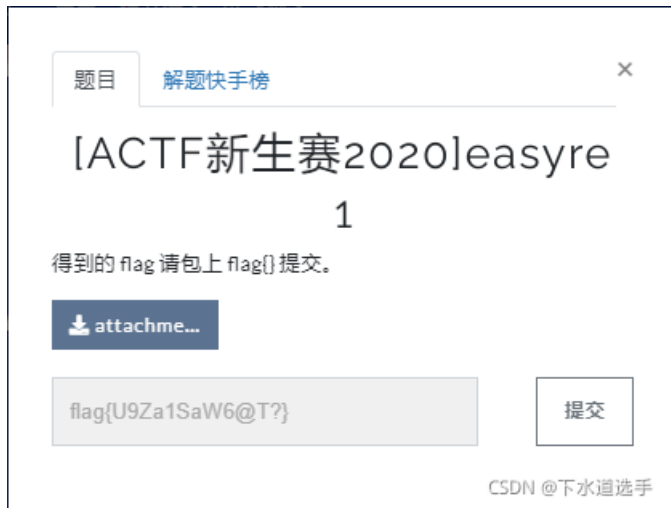 题目 解题快手榜 ×
[ACTF新生赛2020]easyre
1
得到的 flag 请包上 flag{} 提交。
attachme...
flag{U9Za1SaW6@T?} 提交
CSDN @下水道选手